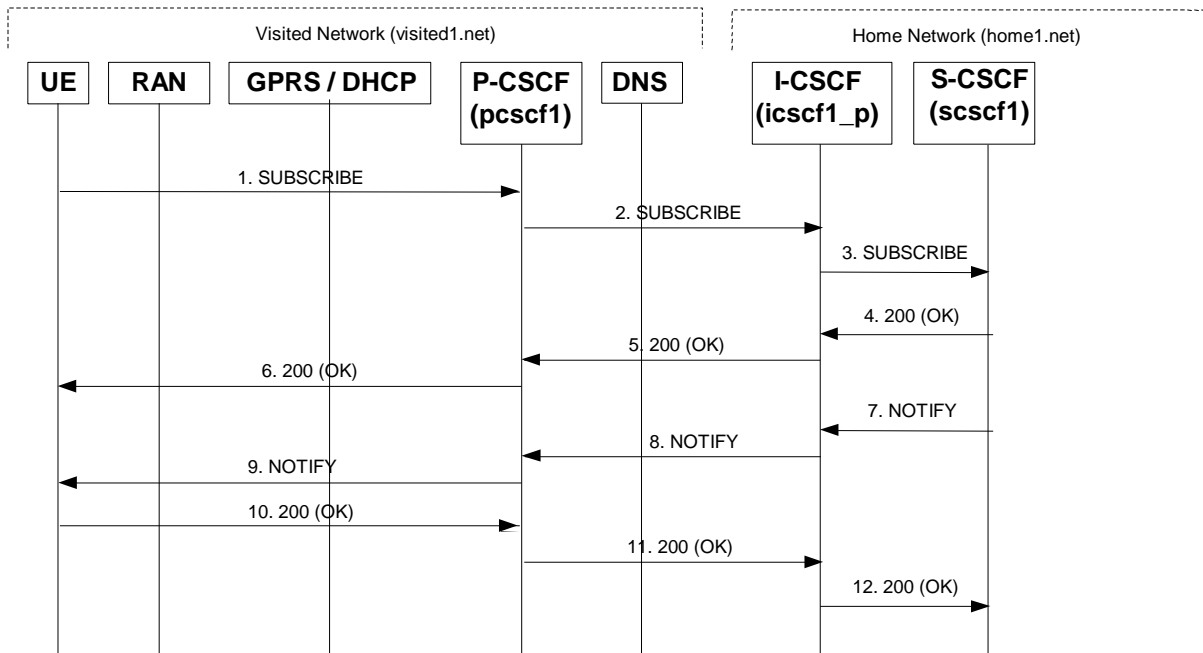 Visited Network (visited1.net)
Home Network (home1.net)
UE
RAN
GPRS / DHCP
P-CSCF
(pcscf1)
DNS
I-CSCF
(icscf1_p)
S-CSCF
(scscf1)
1. SUBSCRIBE
2. SUBSCRIBE
3. SUBSCRIBE
4. 200 (OK)
5. 200 (OK)
6. 200 (OK)
7. NOTIFY
8. NOTIFY
9. NOTIFY
10. 200 (OK)
11. 200 (OK)
12. 200 (OK)